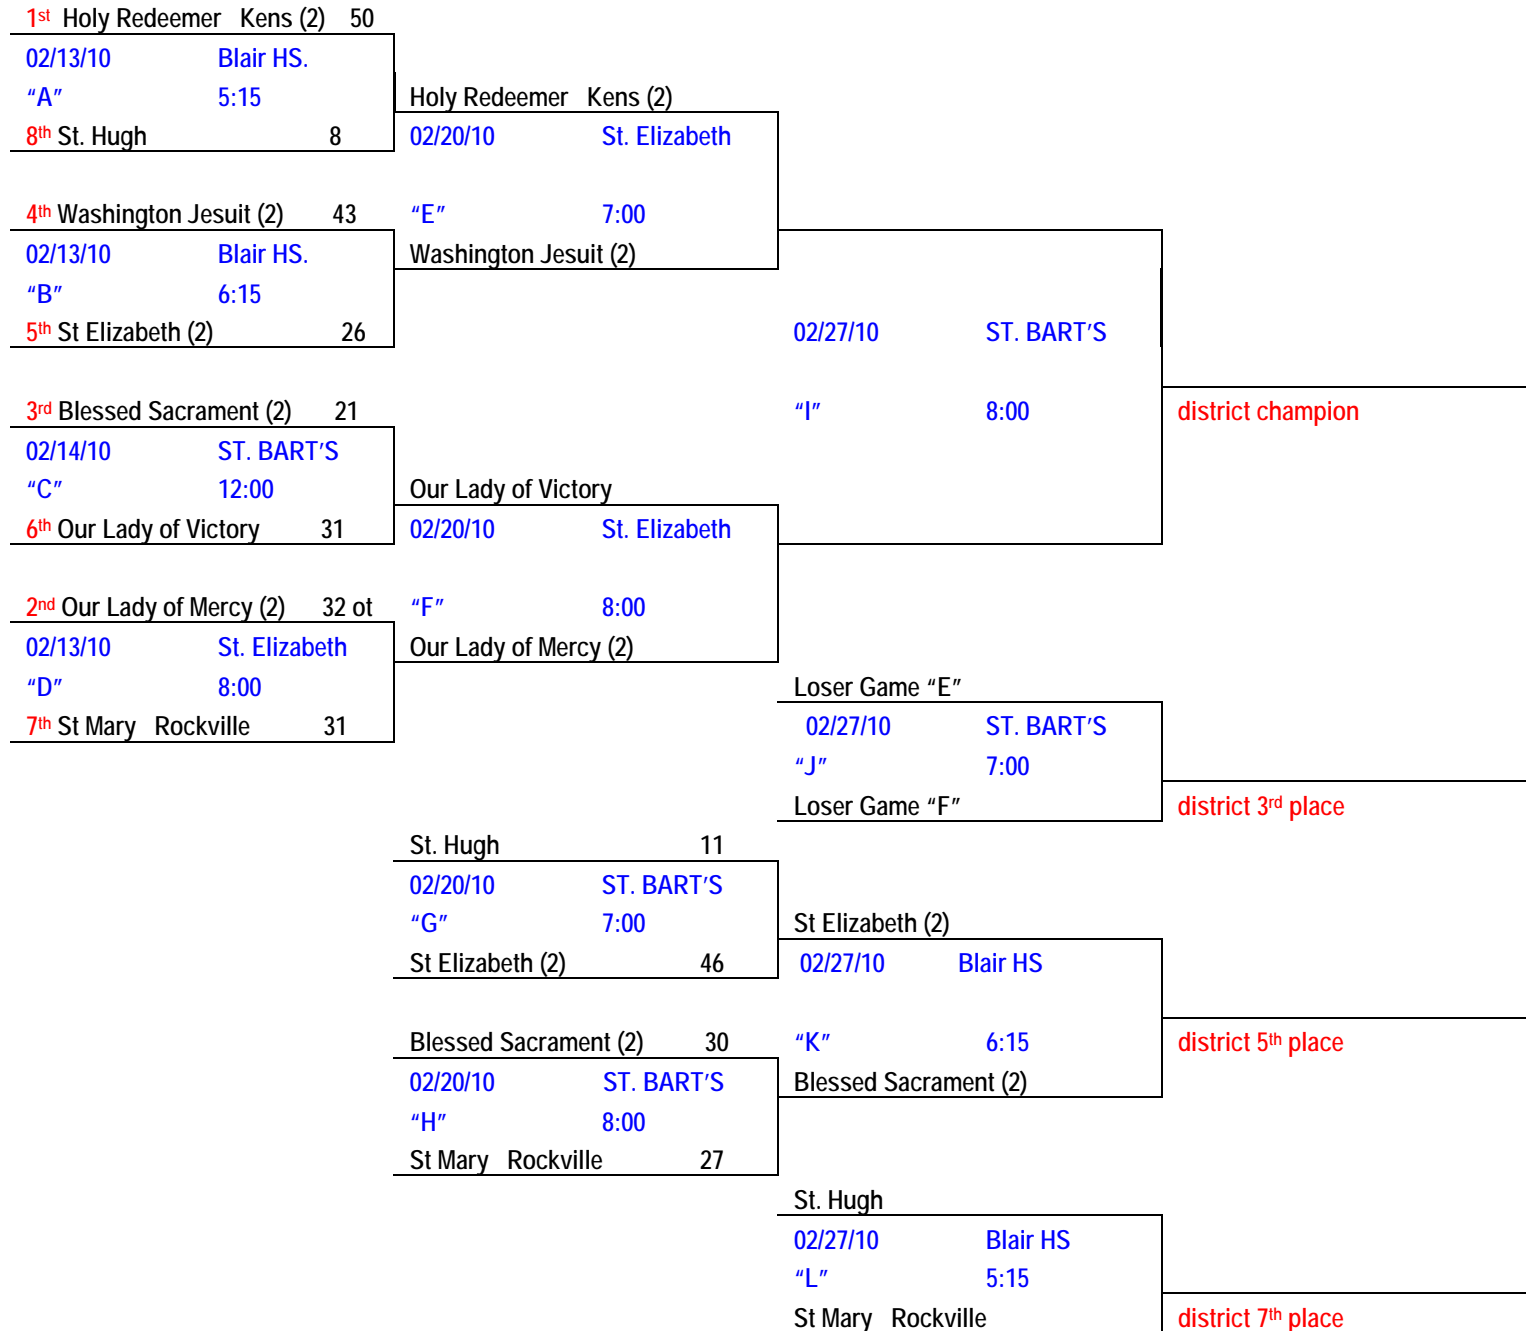 1st Holy Redeemer Kens (2) 50
02/13/10 Blair HS.
"A" 5:15
8th St. Hugh 8
4th Washington Jesuit (2) 43
02/13/10 Blair HS.
"B" 6:15
5th St Elizabeth (2) 26
3rd Blessed Sacrament (2) 21
02/14/10 ST. BART'S
"C" 12:00
6th Our Lady of Victory 31
2nd Our Lady of Mercy (2) 32 ot
02/13/10 St. Elizabeth
"D" 8:00
7th St Mary Rockville 31
Holy Redeemer Kens (2)
02/20/10 St. Elizabeth
"E" 7:00
Washington Jesuit (2)
Our Lady of Victory
02/20/10 St. Elizabeth
"F" 8:00
Our Lady of Mercy (2)
02/27/10 ST. BART'S
"I" 8:00
district champion
Loser Game "E"
02/27/10 ST. BART'S
"J" 7:00
Loser Game "F"
district 3rd place
St. Hugh 11
02/20/10 ST. BART'S
"G" 7:00
St Elizabeth (2) 46
Blessed Sacrament (2) 30
02/20/10 ST. BART'S
"H" 8:00
St Mary Rockville 27
St Elizabeth (2)
02/27/10 Blair HS
"K" 6:15
Blessed Sacrament (2)
district 5th place
St. Hugh
02/27/10 Blair HS
"L" 5:15
St Mary Rockville
district 7th place